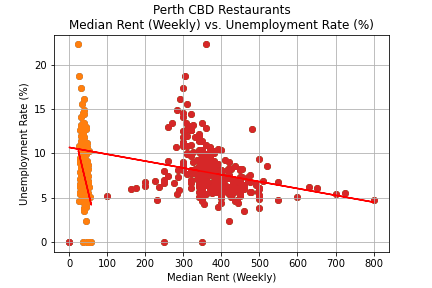 Perth CBD Restaurants
Median Rent (Weekly) vs. Unemployment Rate (%)
Unemployment Rate (%)
20
15
10
5
0
0 100 200 300 400 500 600 700 800
Median Rent (Weekly)